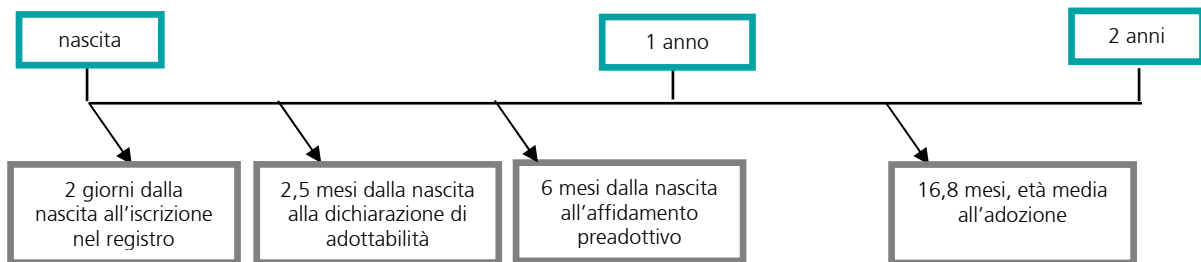 nascita
1 anno
2 anni
2 giorni dalla
nascita all’iscrizione
nel registro
2,5 mesi dalla nascita
alla dichiarazione di
adottabilità
6 mesi dalla nascita
all’affidamento
preadottivo
16,8 mesi, età media
all’adozione